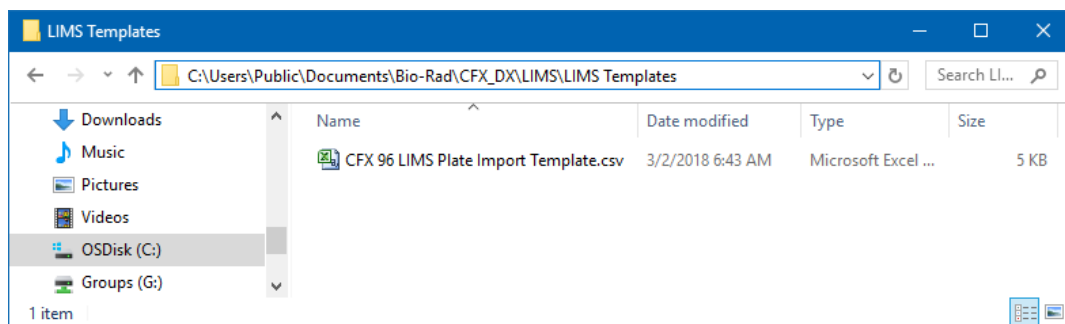 LIMS Templates
C:\Users\Public\Documents\Bio-Rad\CFX_DX\LIMS\LIMS Templates
Search LI...
Downloads
Music
Pictures
Videos
OSDisk (C:)
Groups (G:)
Name Date modified Type Size
CFX 96 LIMS Plate Import Template.csv 3/2/2018 6:43 AM Microsoft Excel ... 5 KB
1 item